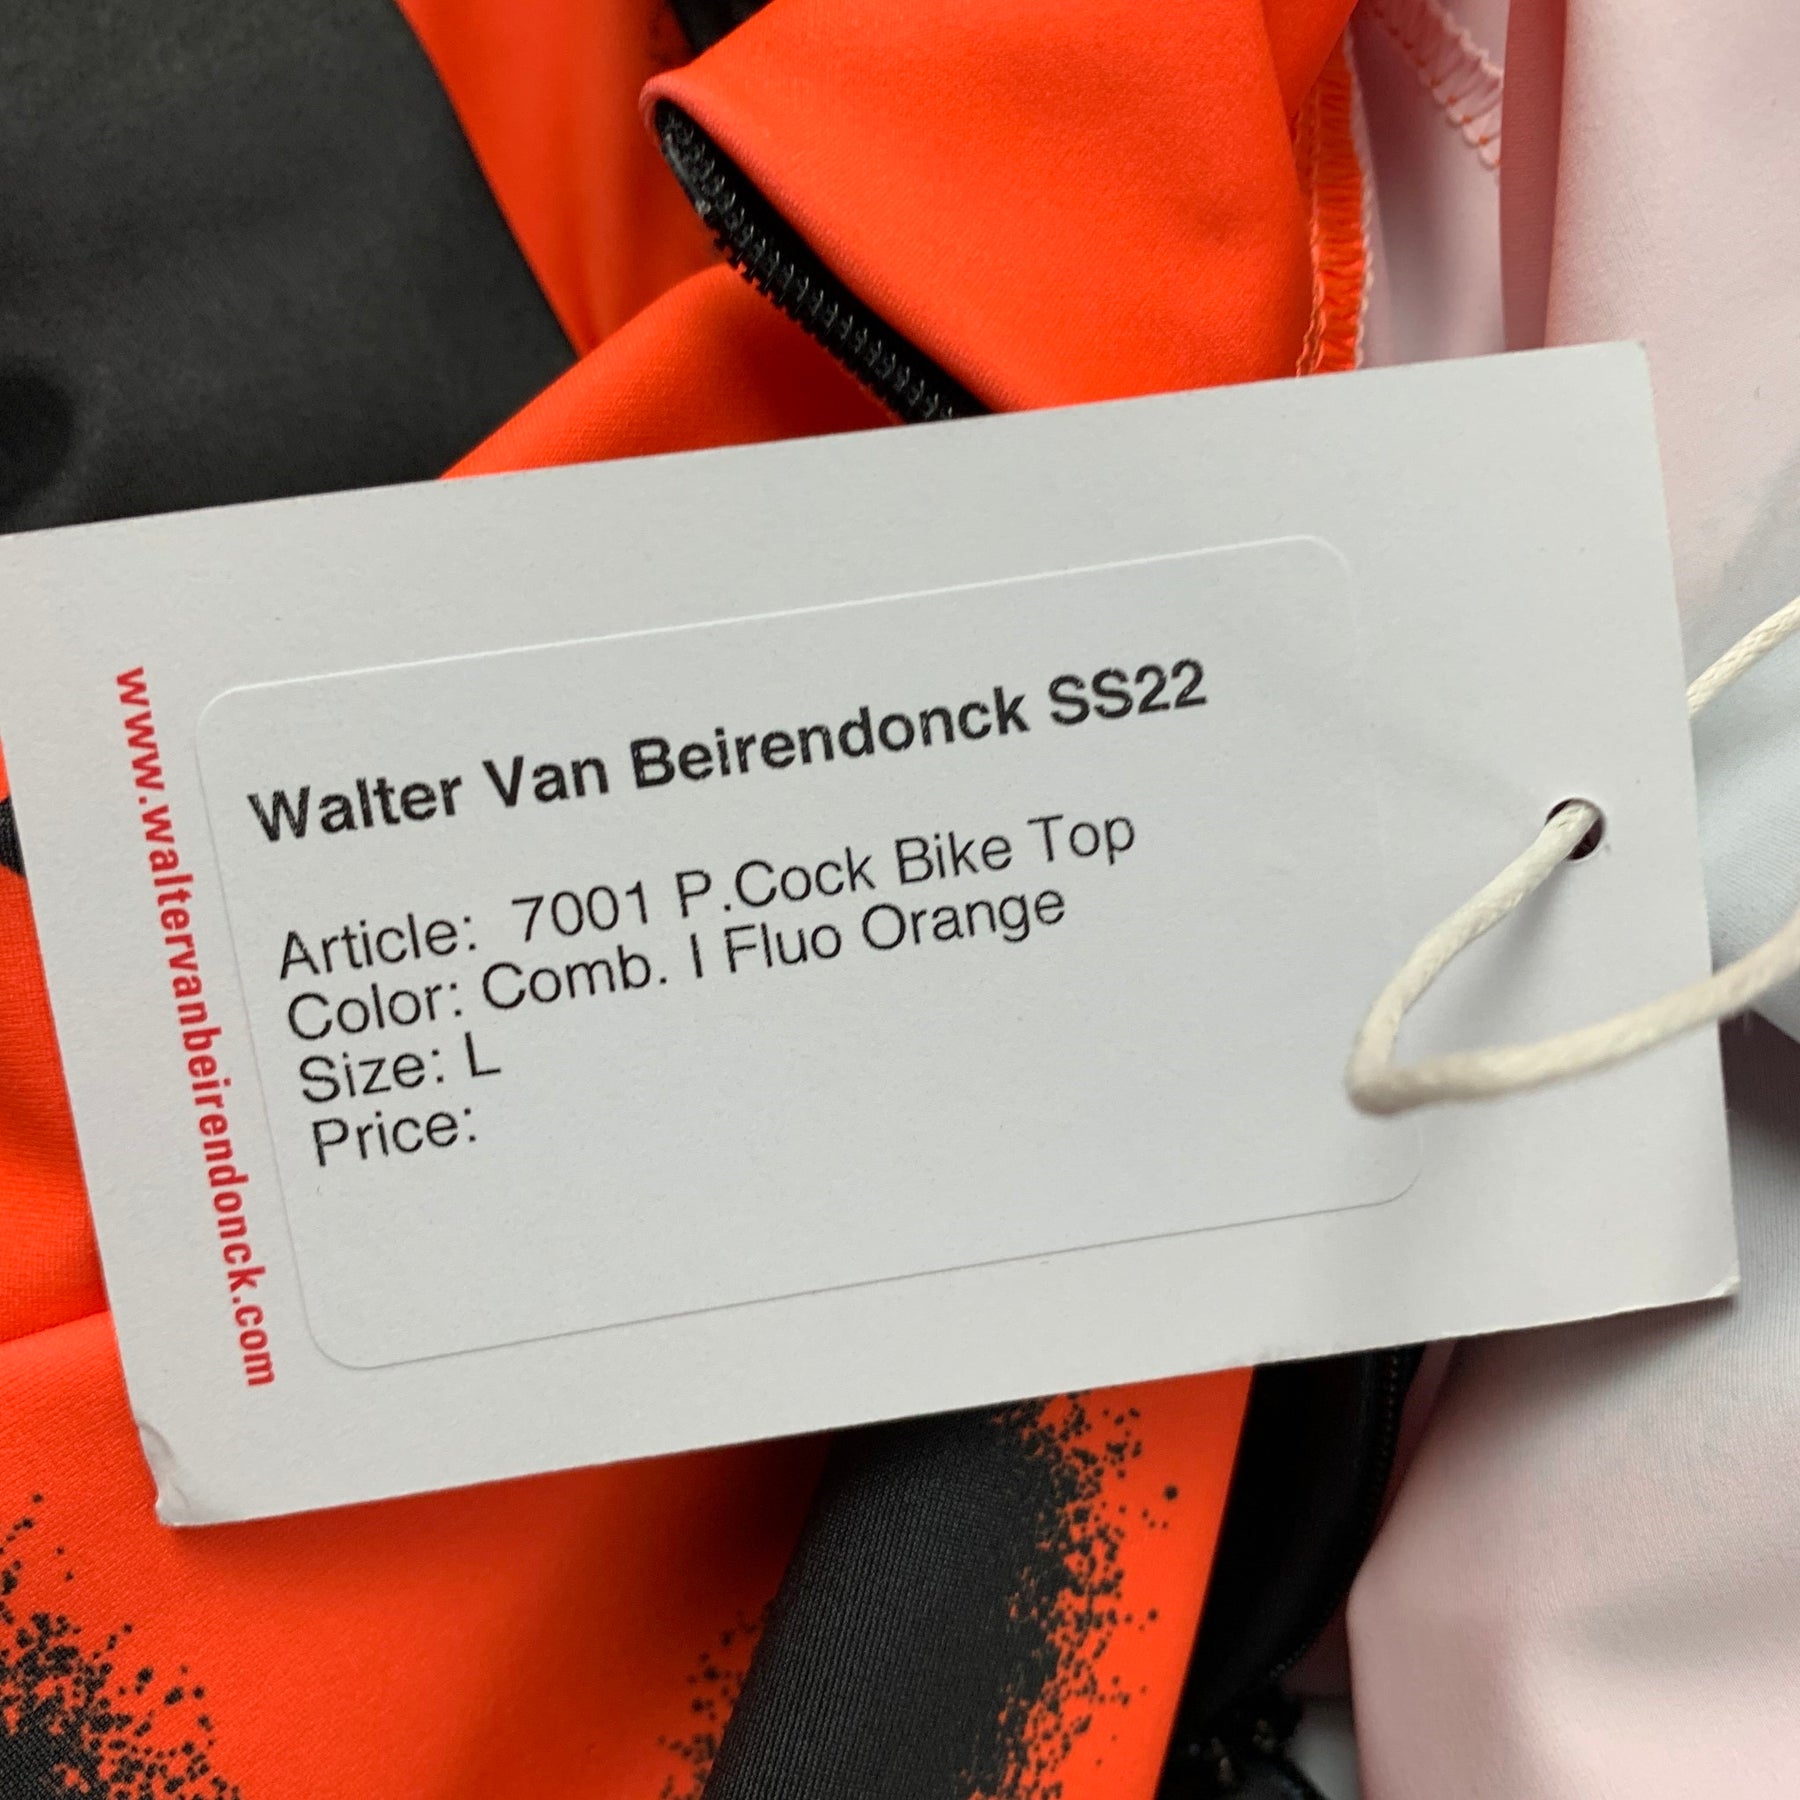 Walter Van Beirendonck SS22
Article: 7001 P.Cock Bike Top
Color: Comb. I Fluo Orange
Size: L
Price:
www.waltervanbeirendonck.com